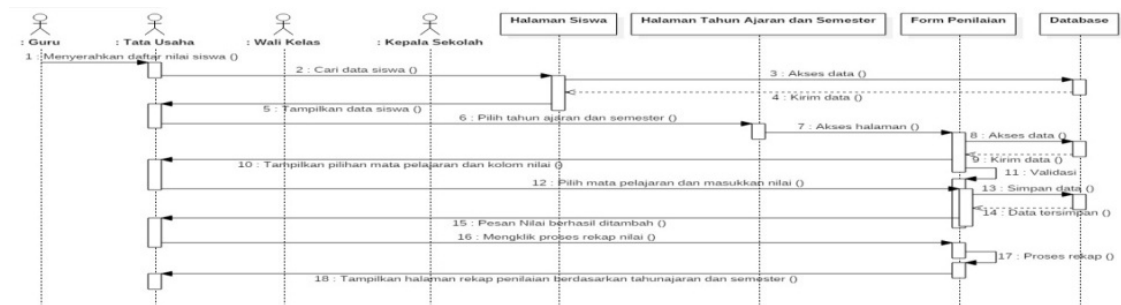 Halaman Siswa
Halaman Tahun Ajaran dan Semester
Form Penilaian
Database
: Guru
: Tata Usaha
: Wali Kelas
: Kepala Sekolah
1 : Menyerahkan daftar nilai siswa ()
2 : Cari data siswa ()
3 : Akses data ()
4 : Kirim data ()
5 : Tampilkan data siswa ()
6 : Pilih tahun ajaran dan semester ()
7 : Akses halaman ()
8 : Akses data ()
9 : Kirim data ()
10 : Tampilkan pilihan mata pelajaran dan kolom nilai ()
11 : Validasi
12 : Pilih mata pelajaran dan masukkan nilai ()
13 : Simpan data ()
14 : Data tersimpan ()
15 : Pesan Nilai berhasil ditambah ()
16 : Mengklik proses rekap nilai ()
17 : Proses rekap ()
18 : Tampilkan halaman rekap penilaian berdasarkan tahunajaran dan semester ()